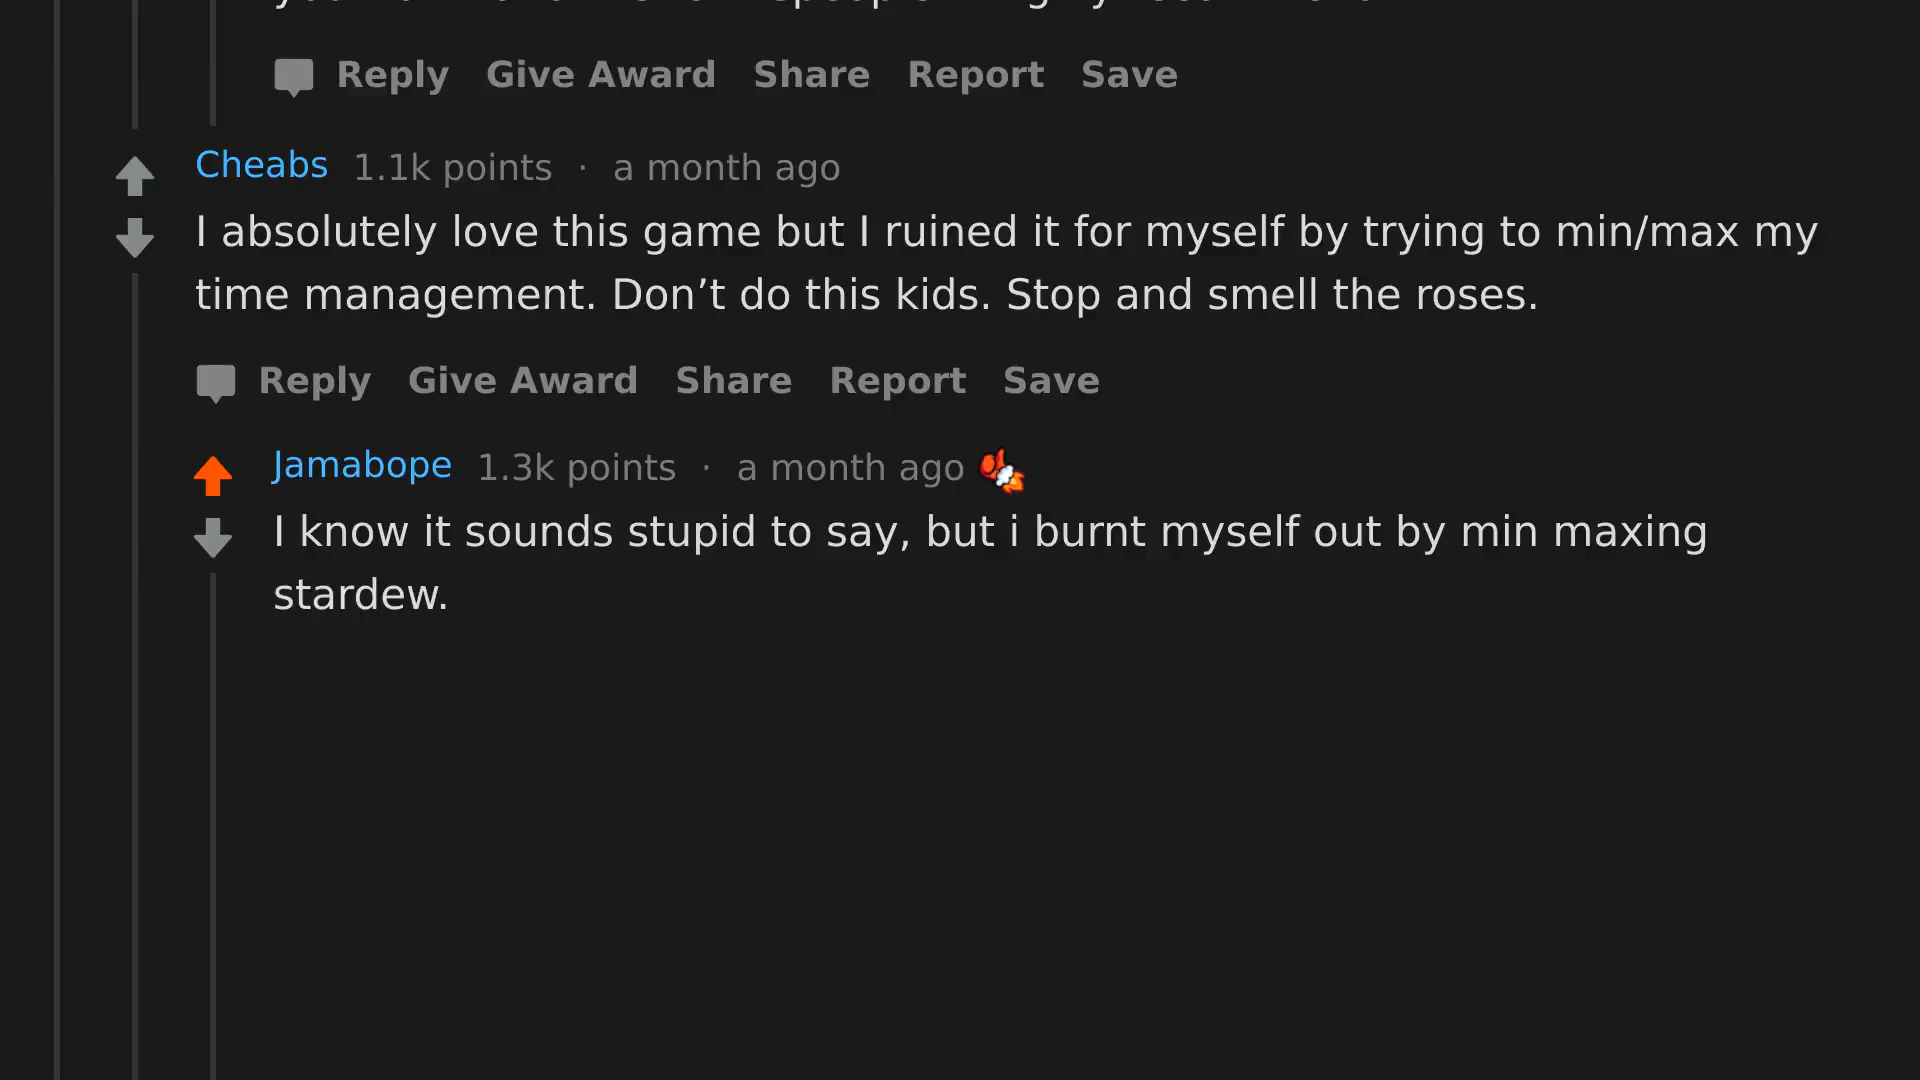 Reply Give Award Share Report Save
Cheabs 1.1k points · a month ago
I absolutely love this game but I ruined it for myself by trying to min/max my
time management. Don’t do this kids. Stop and smell the roses.
Reply Give Award Share Report Save
Jamabope 1.3k points · a month ago
I know it sounds stupid to say, but i burnt myself out by min maxing
stardew.